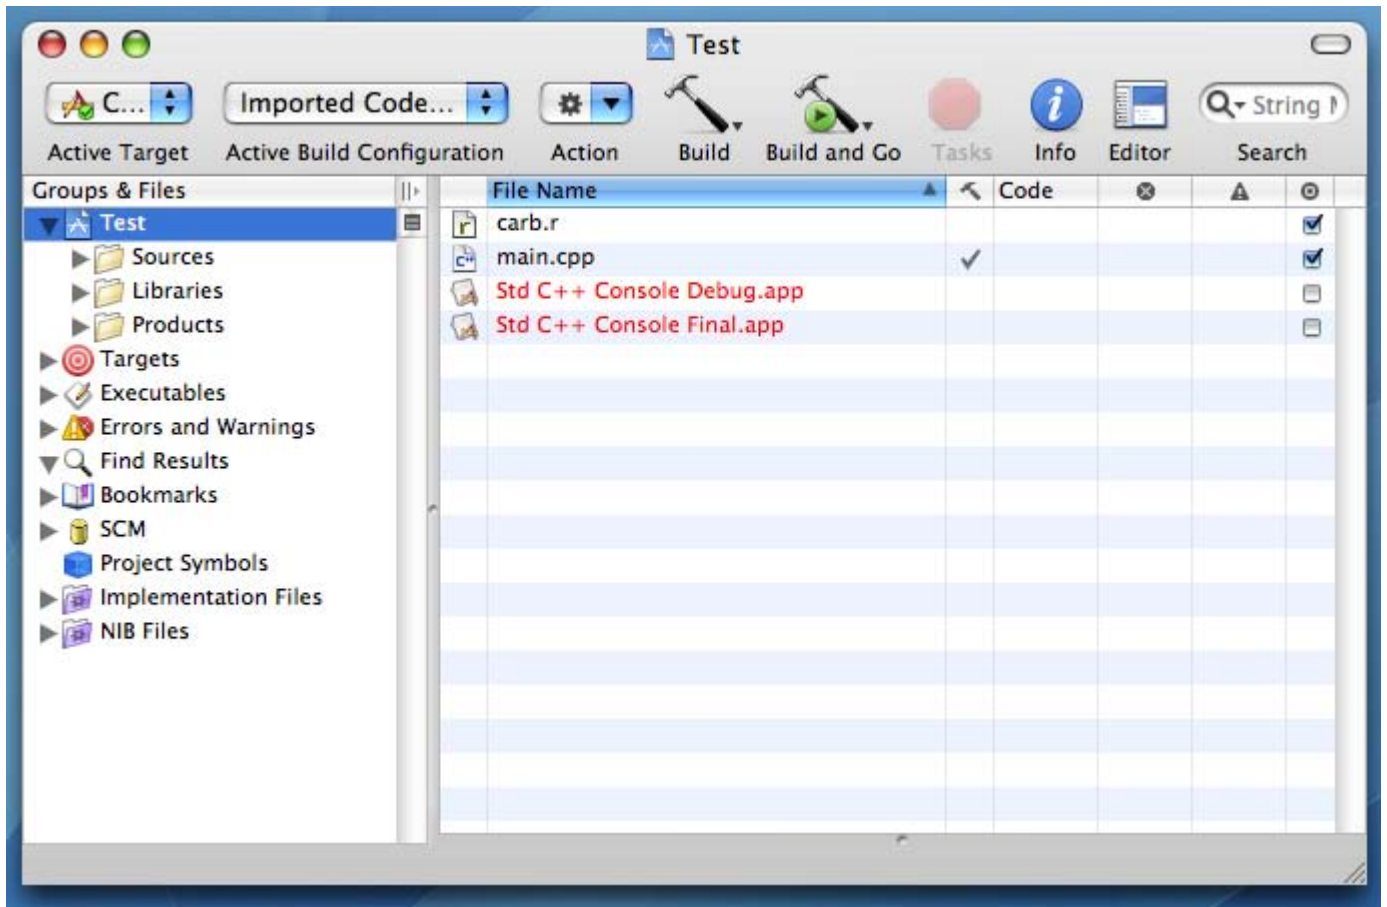 Test
C... Imported Code... String M
Active Target Active Build Configuration Action Build Build and Go Tasks Info Editor Search
Groups & Files File Name Code
Test carb.r
Sources main.cpp
Libraries Std C++ Console Debug.app
Products Std C++ Console Final.app
Targets
Executables
Errors and Warnings
Find Results
Bookmarks
SCM
Project Symbols
Implementation Files
NIB Files